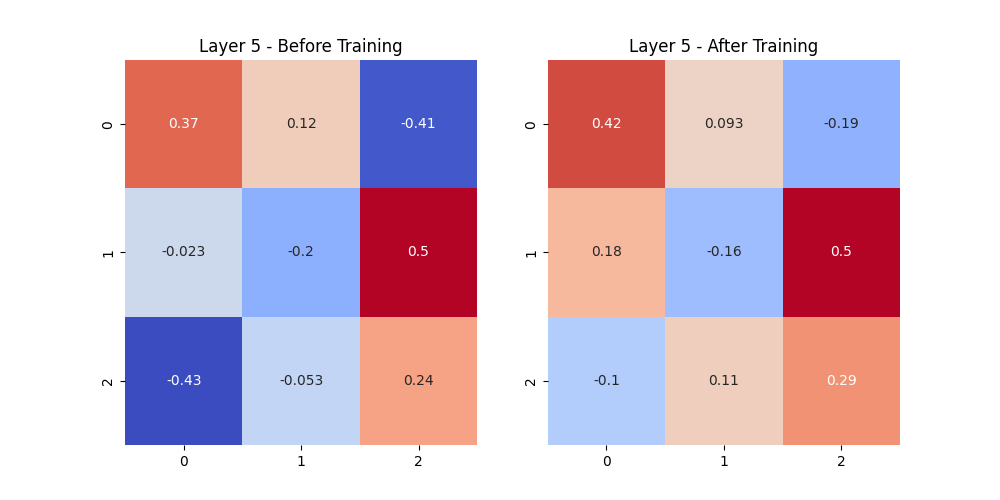 Layer 5 - Before Training
0 0.37 0.12 -0.41
1 -0.023 -0.2 0.5
2 -0.43 -0.053 0.24
0 1 2
Layer 5 - After Training
0 0.42 0.093 -0.19
1 0.18 -0.16 0.5
2 -0.1 0.11 0.29
0 1 2